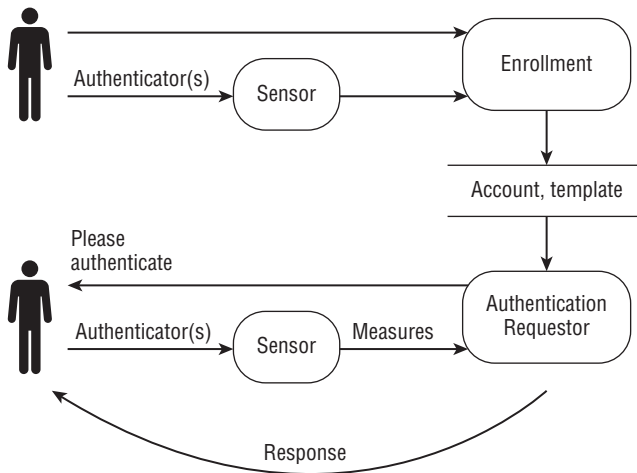 Authenticator(s)
Sensor
Enrollment
Account, template
Please
authenticate
Authenticator(s)
Sensor
Measures
Authentication
Requestor
Response